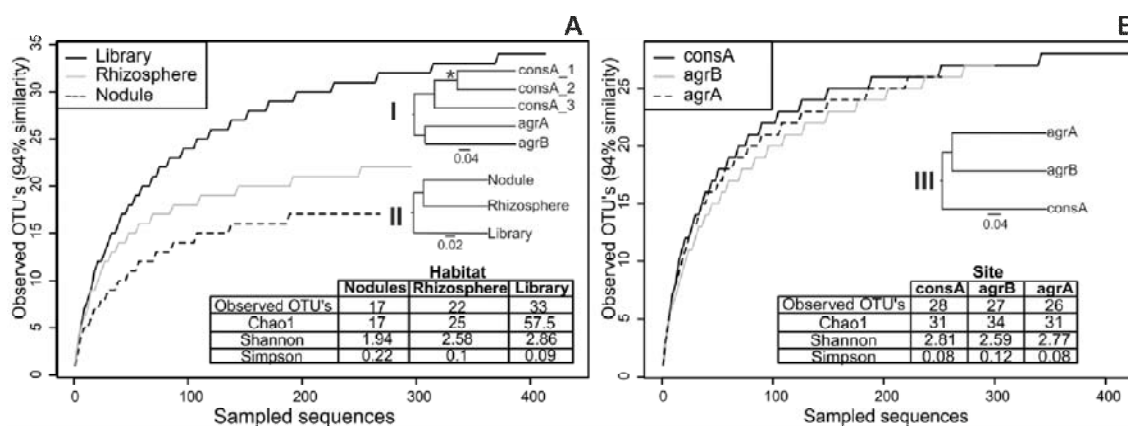 A
Library
Rhizosphere
Nodule
Observed OTU's (94% similarity)
35
30
25
20
15
10
5
0
I
*
consA_1
consA_2
consA_3
agrA
agrB
0.04
II
Nodule
Rhizosphere
Library
0.02
Habitat
Nodules Rhizosphere Library
Observed OTU's 17 22 33
Chao1 17 25 57.5
Shannon 1.94 2.58 2.86
Simpson 0.22 0.1 0.09
0 100 200 300 400
Sampled sequences
consA
agrB
agrA
Observed OTU's (94% similarity)
25
20
15
10
5
0
III
agrA
agrB
consA
0.04
Site
consA agrB agrA
Observed OTU's 28 27 26
Chao1 31 34 31
Shannon 2.81 2.59 2.77
Simpson 0.08 0.12 0.08
0 100 200 300 400
Sampled sequences